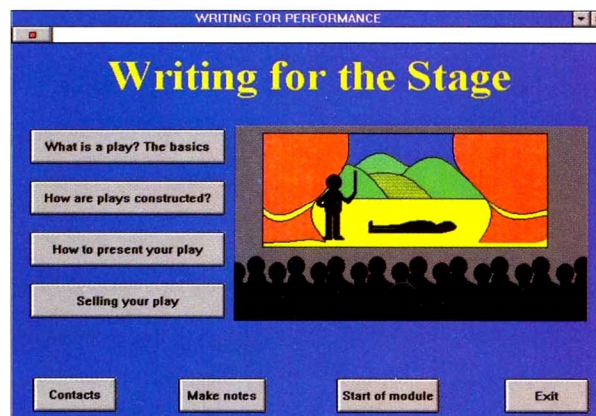 WRITING FOR PERFORMANCE
Writing for the Stage
What is a play? The basics
How are plays constructed?
How to present your play
Selling your play
Contacts
Make notes
Start of module
Exit